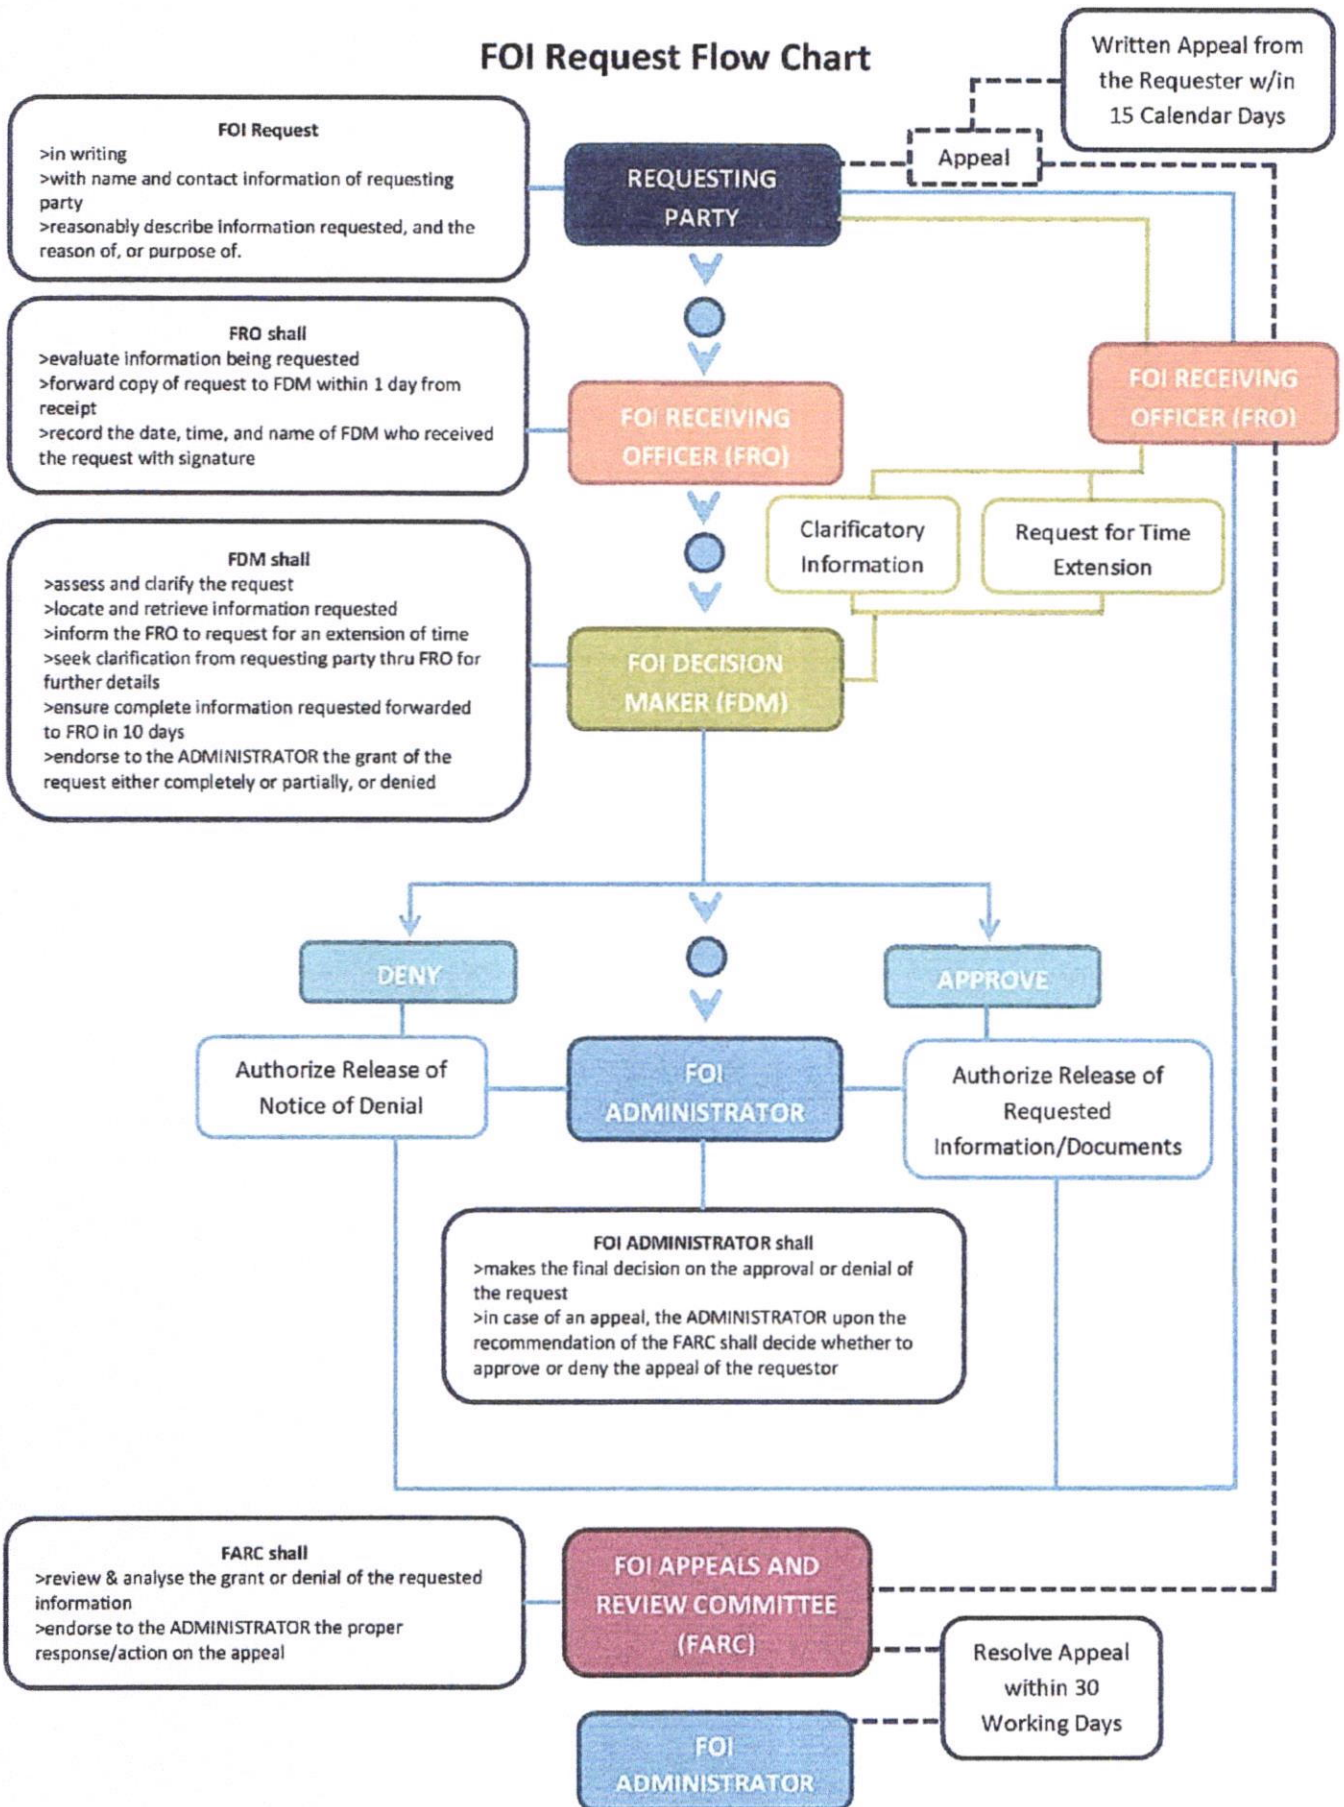 FOI Request Flow Chart
Written Appeal from
the Requester w/in
15 Calendar Days
Appeal
FOI Request
>in writing
>with name and contact information of requesting
party
>reasonably describe information requested, and the
reason of, or purpose of.
REQUESTING
PARTY
FRO shall
>evaluate information being requested
>forward copy of request to FDM within 1 day from
receipt
>record the date, time, and name of FDM who received
the request with signature
FOI RECEIVING
OFFICER (FRO)
FOI RECEIVING
OFFICER (FRO)
Clarificatory
Information
Request for Time
Extension
FDM shall
>assess and clarify the request
>locate and retrieve information requested
>inform the FRO to request for an extension of time
>seek clarification from requesting party thru FRO for
further details
>ensure complete information requested forwarded
to FRO in 10 days
>endorse to the ADMINISTRATOR the grant of the
request either completely or partially, or denied
FOI DECISION
MAKER (FDM)
DENY
APPROVE
Authorize Release of
Notice of Denial
FOI
ADMINISTRATOR
Authorize Release of
Requested
Information/Documents
FOI ADMINISTRATOR shall
>makes the final decision on the approval or denial of
the request
>in case of an appeal, the ADMINISTRATOR upon the
recommendation of the FARC shall decide whether to
approve or deny the appeal of the requestor
FARC shall
>review & analyse the grant or denial of the requested
information
>endorse to the ADMINISTRATOR the proper
response/action on the appeal
FOI APPEALS AND
REVIEW COMMITTEE
(FARC)
Resolve Appeal
within 30
Working Days
FOI
ADMINISTRATOR